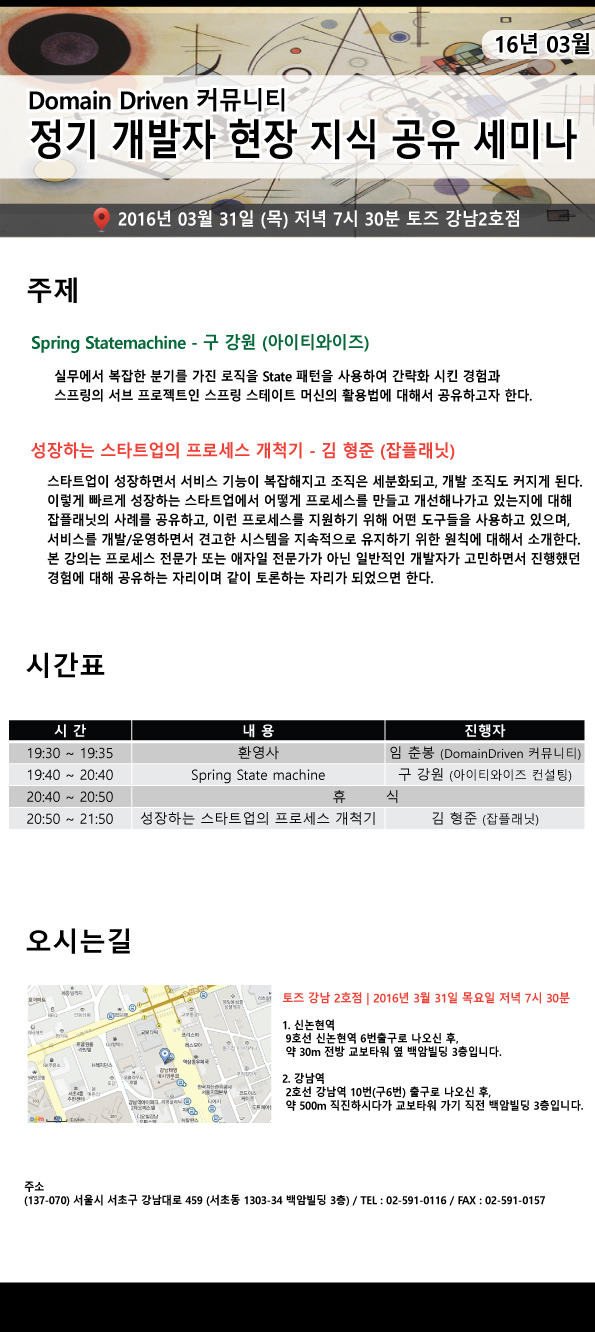 16년 03월
Domain Driven 커뮤니티
정기 개발자 현장 지식 공유 세미나
2016년 03월 31일 (목) 저녁 7시 30분 토즈 강남2호점
주제
Spring Statemachine - 구 강원 (아이티와이즈)
실무에서 복잡한 분기를 가진 로직을 State 패턴을 사용하여 간략화 시킨 경험과
스프링의 서브 프로젝트인 스프링 스테이트 머신의 활용법에 대해서 공유하고자 한다.
성장하는 스타트업의 프로세스 개척기 - 김 형준 (잡플래닛)
스타트업이 성장하면서 서비스 기능이 복잡해지고 조직은 세분화되고, 개발 조직도 커지게 된다.
이렇게 빠르게 성장하는 스타트업에서 어떻게 프로세스를 만들고 개선해나가고 있는지에 대해
잡플래닛의 사례를 공유하고, 이런 프로세스를 지원하기 위해 어떤 도구들을 사용하고 있으며,
서비스를 개발/운영하면서 견고한 시스템을 지속적으로 유지하기 위한 원칙에 대해서 소개한다.
본 강의는 프로세스 전문가 또는 애자일 전문가가 아닌 일반적인 개발자가 고민하면서 진행했던
경험에 대해 공유하는 자리이며 같이 토론하는 자리가 되었으면 한다.
시간표
시 간 내 용 진행자
19:30 ~ 19:35 환영사 임 춘봉 (DomainDriven 커뮤니티)
19:40 ~ 20:40 Spring State machine 구 강원 (아이티와이즈 컨설팅)
20:40 ~ 20:50 휴 식
20:50 ~ 21:50 성장하는 스타트업의 프로세스 개척기 김 형준 (잡플래닛)
오시는길
토즈 강남 2호점 | 2016년 3월 31일 목요일 저녁 7시 30분
1. 신논현역
9호선 신논현역 6번출구로 나오신 후,
약 30m 전방 교보타워 옆 백암빌딩 3층입니다.
2. 강남역
2호선 강남역 10번(구6번) 출구로 나오신 후,
약 500m 직진하시다가 교보타워 가기 직전 백암빌딩 3층입니다.
주소
(137-070) 서울시 서초구 강남대로 459 (서초동 1303-34 백암빌딩 3층) / TEL : 02-591-0116 / FAX : 02-591-0157